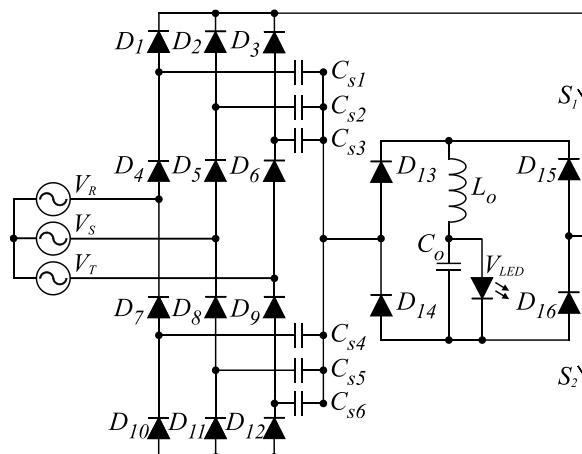 D1 D2 D3
Cs1
Cs2
Cs3
S1
D4 D5 D6
D13 Lo D15
VR
VS
VT
Co VLED
D7 D8 D9
D14 D16
Cs4
Cs5
Cs6
S2
D10 D11 D12